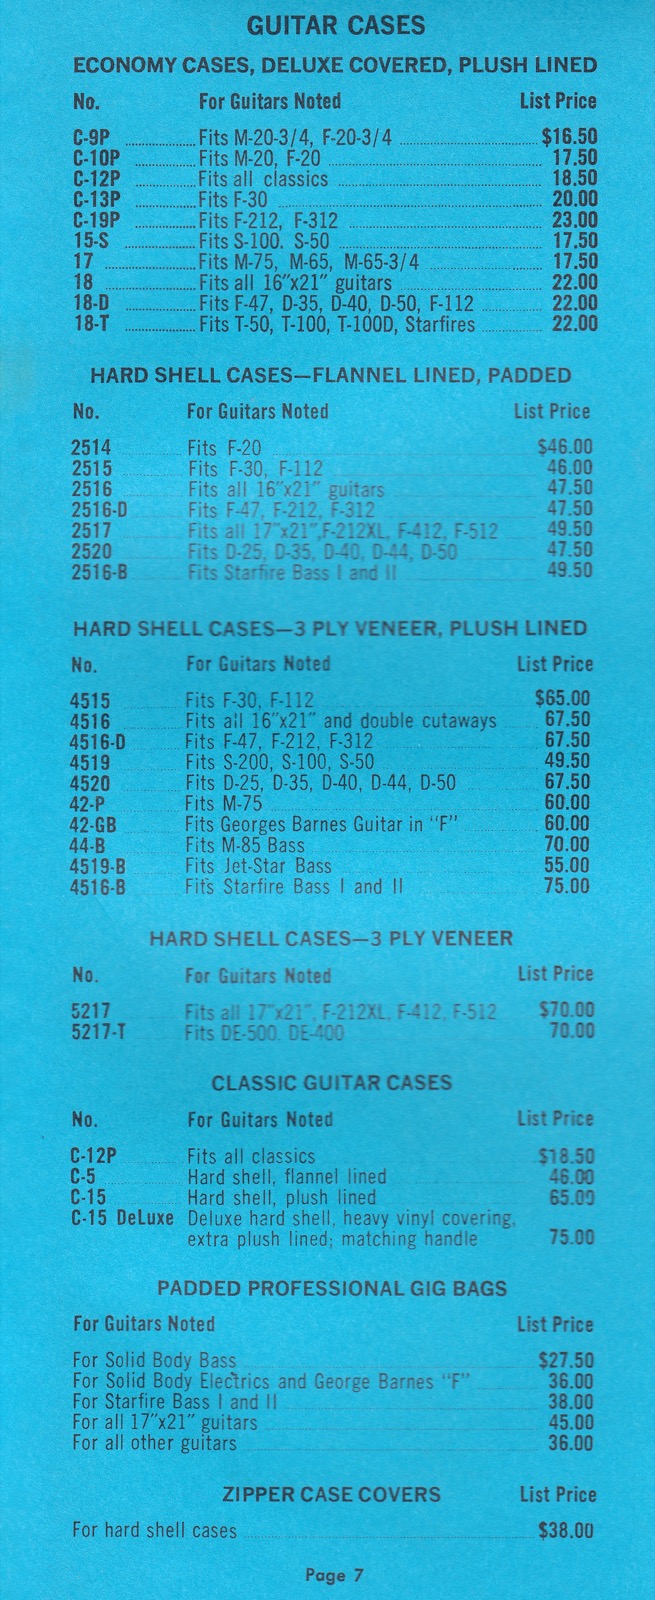 GUITAR CASES
ECONOMY CASES, DELUXE COVERED, PLUSH LINED
No. For Guitars Noted List Price
C-9P Fits M-20-3/4, F-20-3/4 $16.50
C-10P Fits M-20, F-20 17.50
C-12P Fits all classics 18.50
C-13P Fits F-30 20.00
C-19P Fits F-212, F-312 23.00
15-S Fits S-100. S-50 17.50
17 Fits M-75, M-65, M-65-3/4 17.50
18 Fits all 16"x21" guitars 22.00
18-D Fits F-47, D-35, D-40, D-50, F-112 22.00
18-T Fits T-50, T-100, T-100D, Starfires 22.00
HARD SHELL CASES—FLANNEL LINED, PADDED
No. For Guitars Noted List Price
2514 Fits F-20 $46.00
2515 Fits F-30, F-112 46.00
2516 Fits all 16"x21" guitars 47.50
2516-D Fits F-47, F-212, F-312 47.50
2517 Fits all 17"x21",F-212XL, F-412, F-512 49.50
2520 Fits D-25, D-35, D-40, D-44, D-50 47.50
2516-B Fits Starfire Bass I and II 49.50
HARD SHELL CASES—3 PLY VENEER, PLUSH LINED
No. For Guitars Noted List Price
4515 Fits F-30, F-112 $65.00
4516 Fits all 16"x21" and double cutaways 67.50
4516-D Fits F-47, F-212, F-312 67.50
4519 Fits S-200, S-100, S-50 49.50
4520 Fits D-25, D-35, D-40, D-44, D-50 67.50
42-P Fits M-75 60.00
42-GB Fits Georges Barnes Guitar in "F" 60.00
44-B Fits M-85 Bass 70.00
4519-B Fits Jet-Star Bass 55.00
4516-B Fits Starfire Bass I and II 75.00
HARD SHELL CASES—3 PLY VENEER
No. For Guitars Noted List Price
5217 Fits all 17"x21", F-212XL, F-412, F-512 $70.00
5217-T Fits DE-500. DE-400 70.00
CLASSIC GUITAR CASES
No. For Guitars Noted List Price
C-12P Fits all classics $18.50
C-5 Hard shell, flannel lined 46.00
C-15 Hard shell, plush lined 65.00
C-15 DeLuxe Deluxe hard shell, heavy vinyl covering,
extra plush lined; matching handle 75.00
PADDED PROFESSIONAL GIG BAGS
For Guitars Noted List Price
For Solid Body Bass $27.50
For Solid Body Electrics and George Barnes "F" 36.00
For Starfire Bass I and II 38.00
For all 17"x21" guitars 45.00
For all other guitars 36.00
ZIPPER CASE COVERS List Price
For hard shell cases $38.00
Page 7